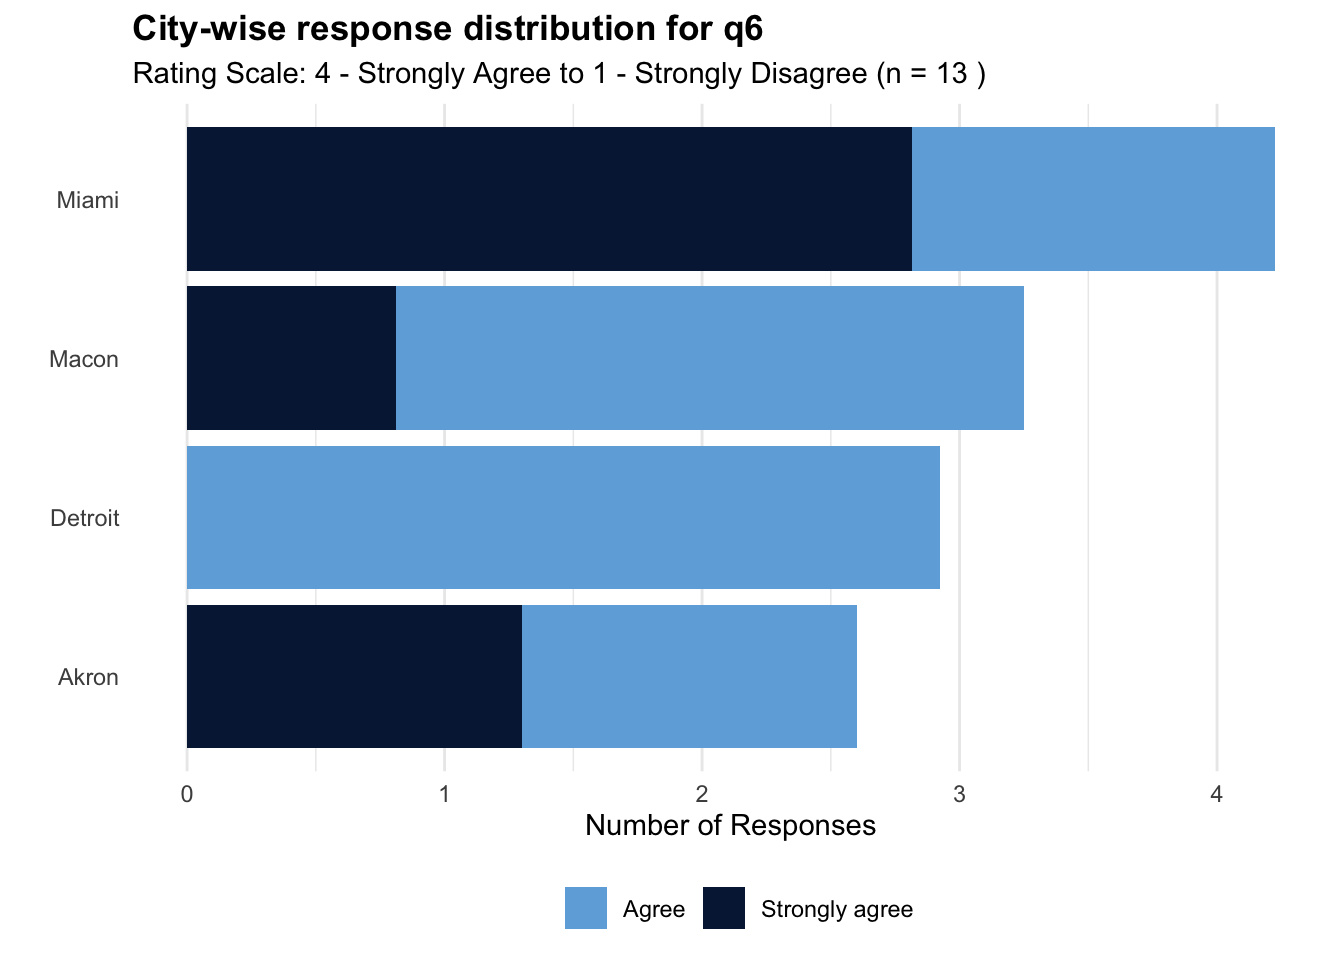 City-wise response distribution for q6
Rating Scale: 4 - Strongly Agree to 1 - Strongly Disagree (n = 13 )
Miami
Macon
Detroit
Akron
0 1 2 3 4
Number of Responses
Agree Strongly agree